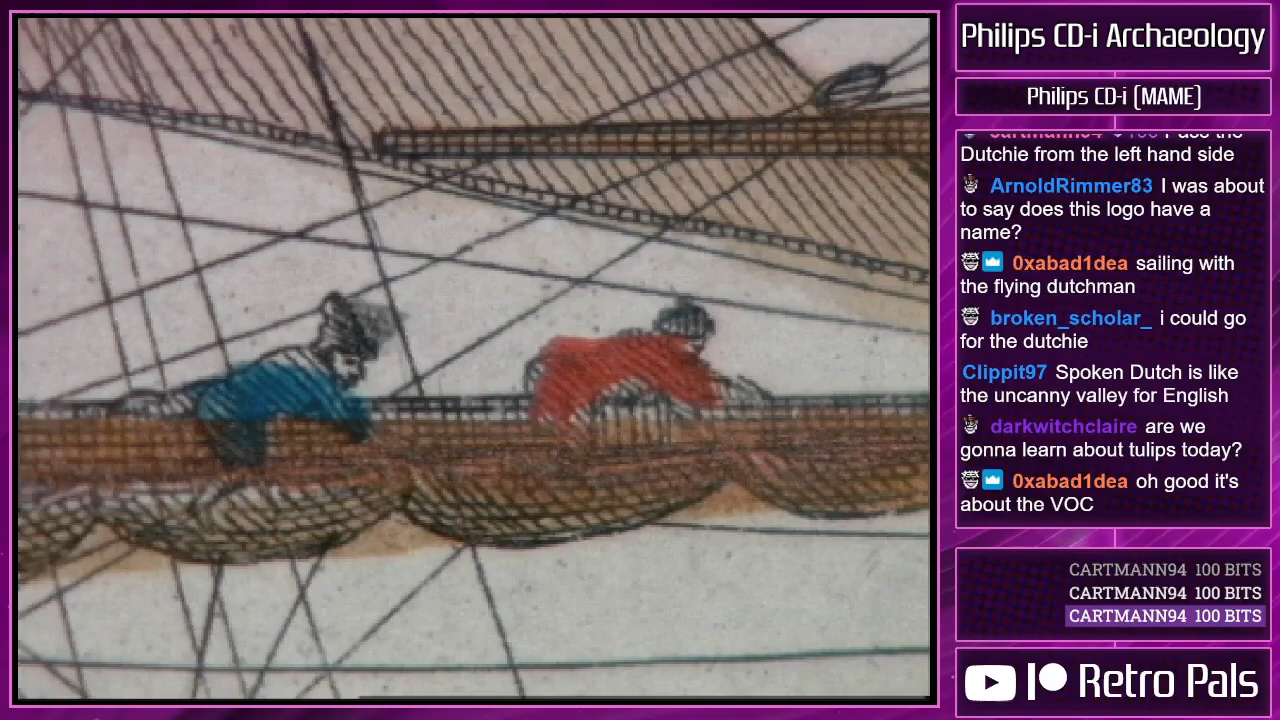 Philips CD-i Archaeology
Philips CD-i [MAME]
Dutchie from the left hand side
ArnoldRimmer83 I was about
to say does this logo have a
name?
0xabad1dea sailing with
the flying dutchman
broken_scholar_ i could go
for the dutchie
Clippit97 Spoken Dutch is like
the uncanny valley for English
darkwitchclaire are we
gonna learn about tulips today?
0xabad1dea oh good it's
about the VOC
CARTMANN94 100 BITS
CARTMANN94 100 BITS
CARTMANN94 100 BITS
Retro Pals